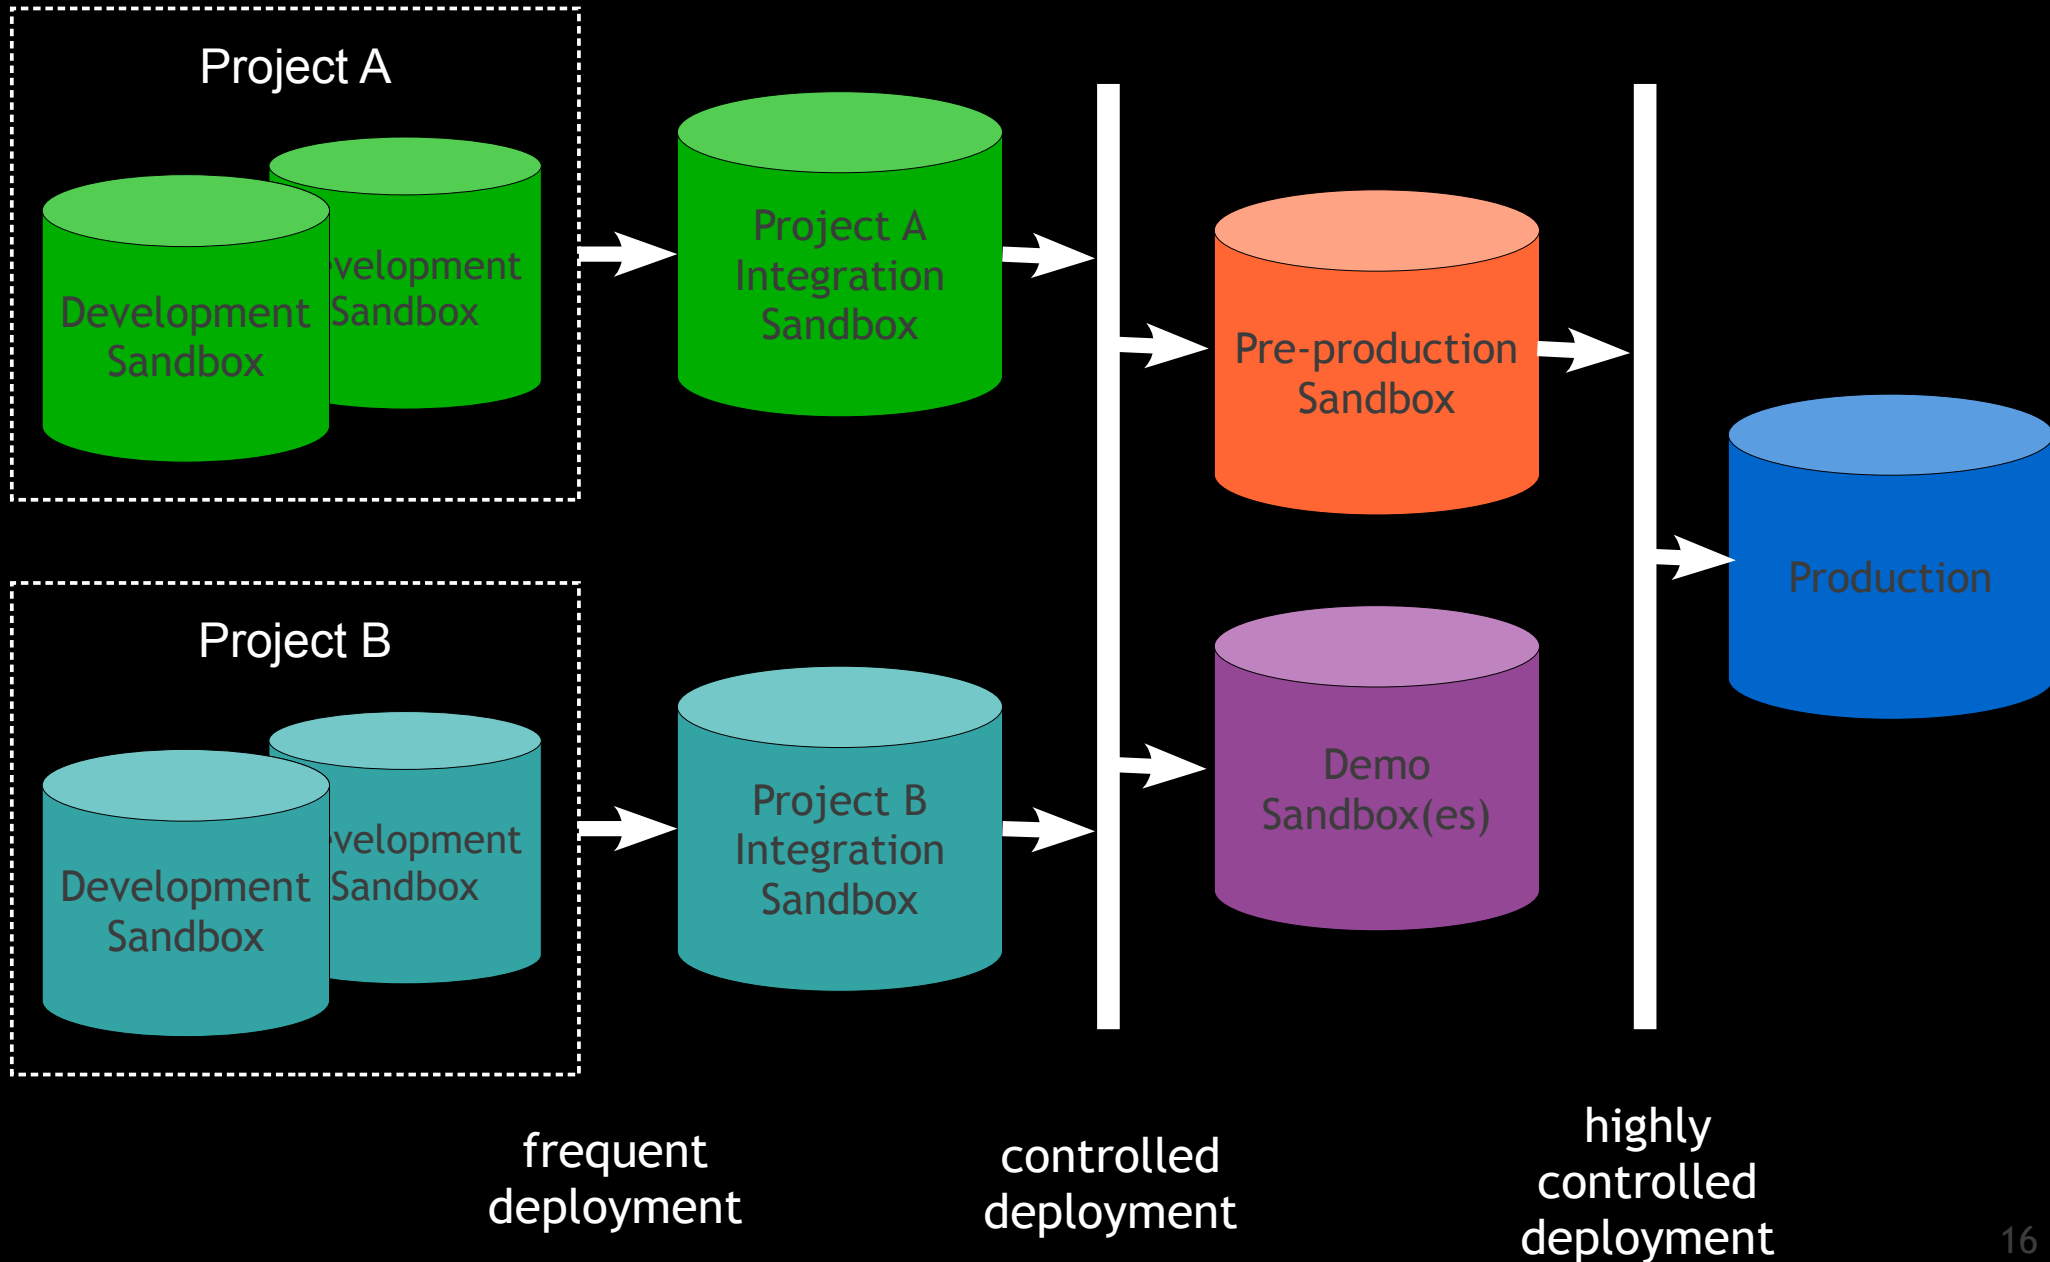 Project A
Development
Sandbox
velopment
Sandbox
Project A
Integration
Sandbox
Pre-production
Sandbox
Production
Project B
Development
Sandbox
velopment
Sandbox
Project B
Integration
Sandbox
Demo
Sandbox(es)
frequent
deployment
controlled
deployment
highly
controlled
deployment
16